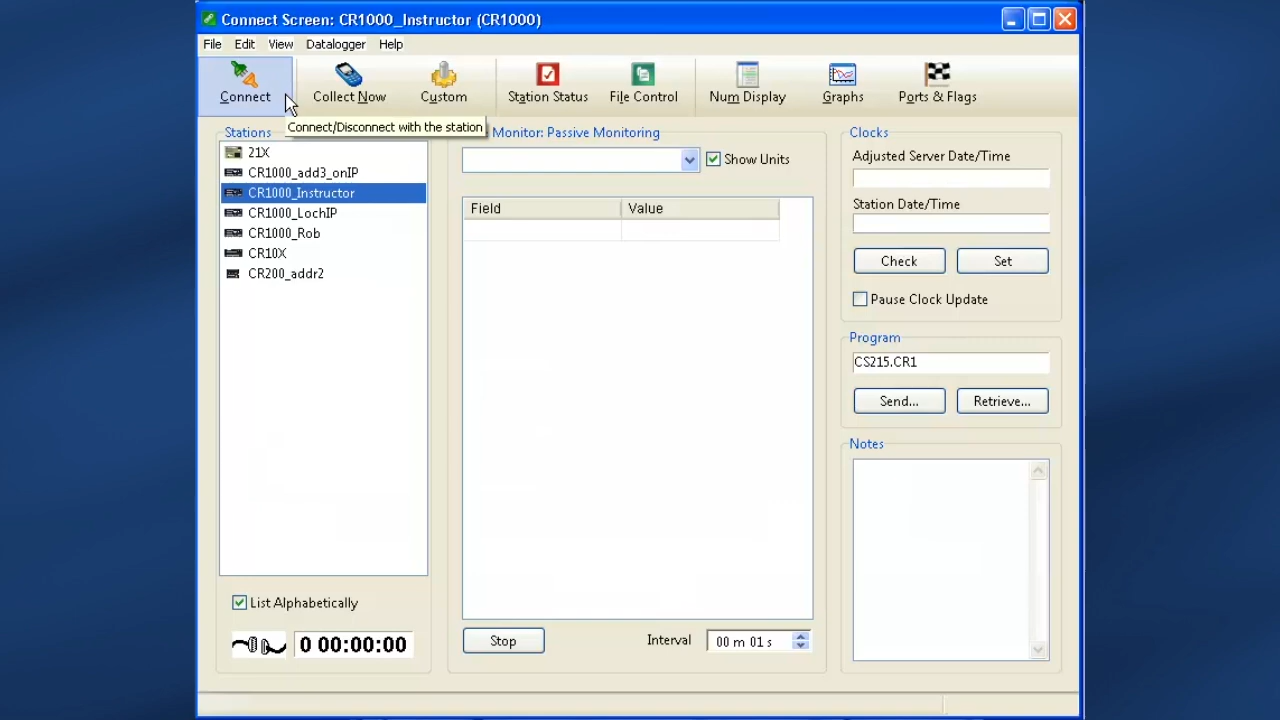 Connect Screen: CR1000_Instructor (CR1000)
File Edit View Datalogger Help
Connect Collect Now Custom Station Status File Control Num Display Graphs Ports & Flags
Connect/Disconnect with the station
Stations
21X
CR1000_add3_onIP
CR1000_Instructor
CR1000_LochIP
CR1000_Rob
CR10X
CR200_addr2
List Alphabetically
0 00:00:00
Monitor: Passive Monitoring
Show Units
Field Value
Stop Interval 00 m 01 s
Clocks
Adjusted Server Date/Time
Station Date/Time
Check Set
Pause Clock Update
Program
CS215.CR1
Send... Retrieve...
Notes